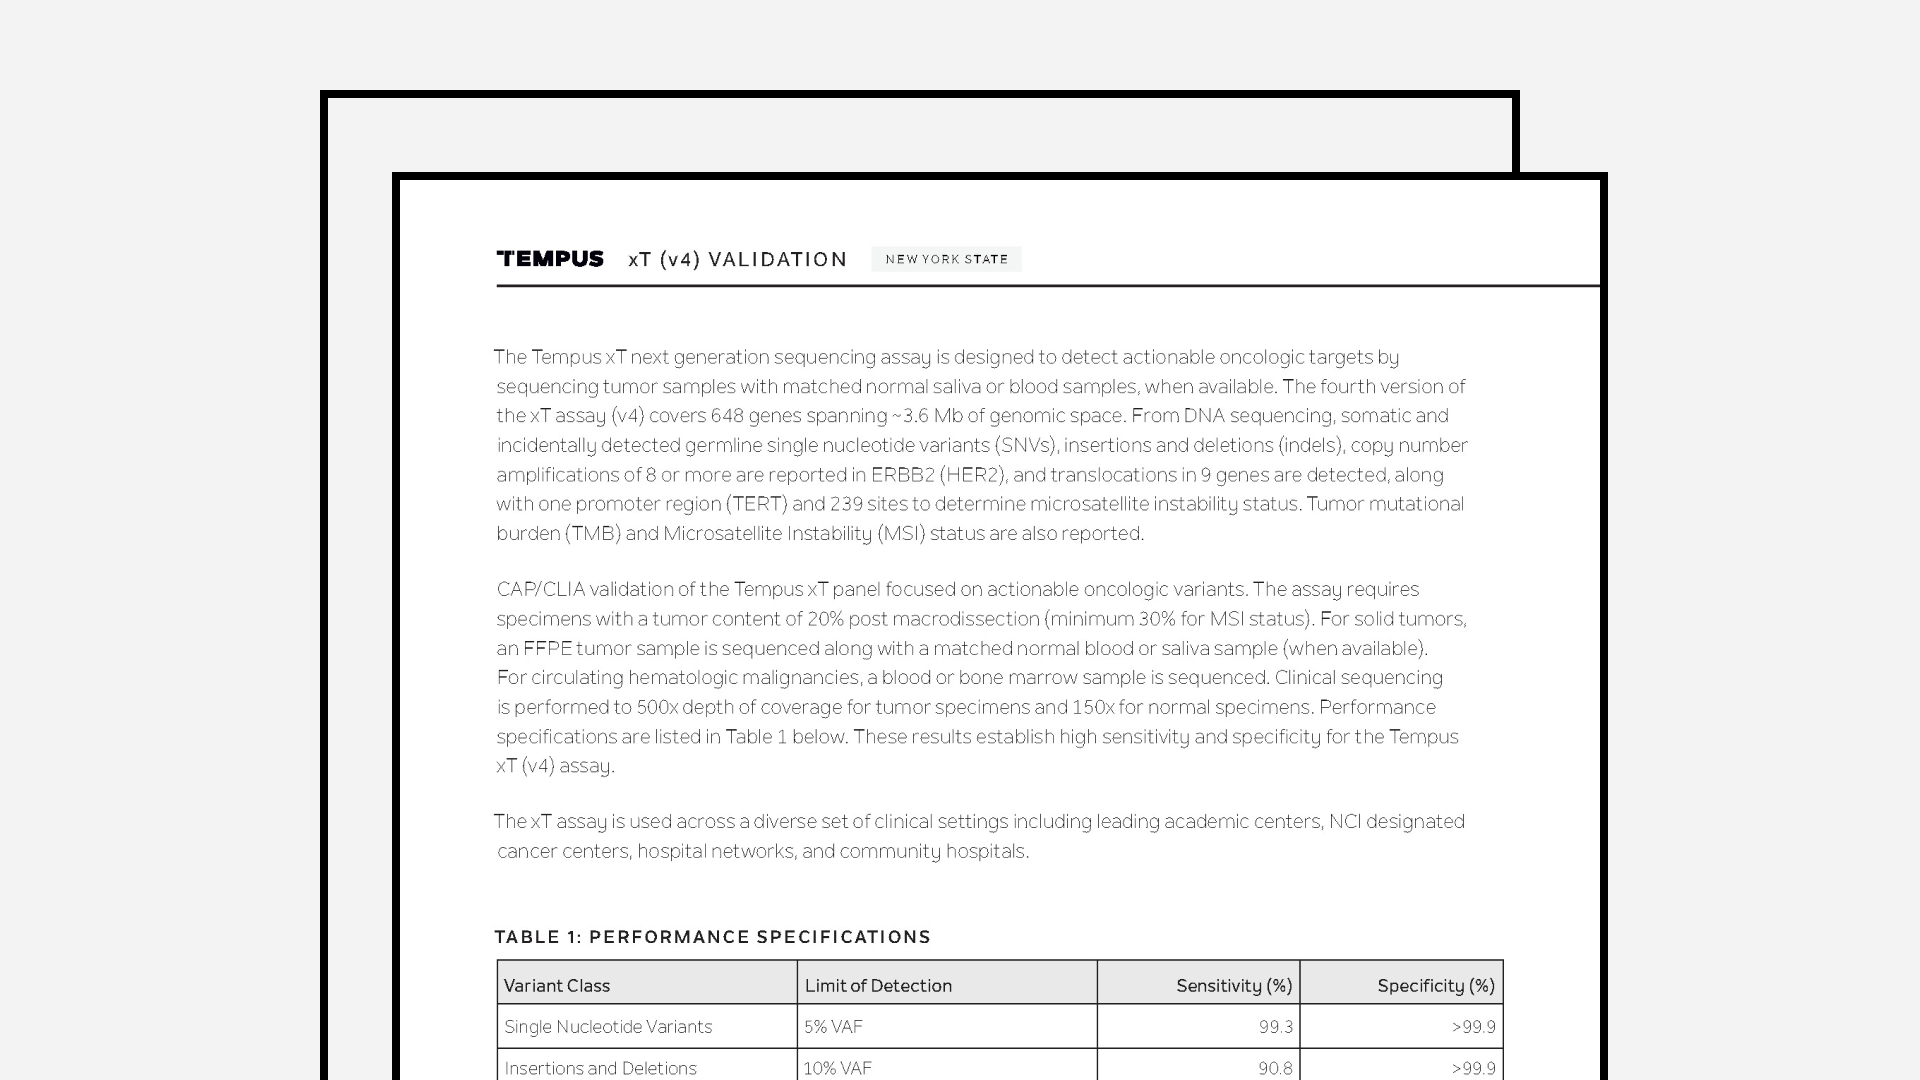 TEMPUS xT (v4) VALIDATION NEW YORK STATE
The Tempus xT next generation sequencing assay is designed to detect actionable oncologic targets by
sequencing tumor samples with matched normal saliva or blood samples, when available. The fourth version of
the xT assay (v4) covers 648 genes spanning ~3.6 Mb of genomic space. From DNA sequencing, somatic and
incidentally detected germline single nucleotide variants (SNVs), insertions and deletions (indels), copy number
amplifications of 8 or more are reported in ERBB2 (HER2), and translocations in 9 genes are detected, along
with one promoter region (TERT) and 239 sites to determine microsatellite instability status. Tumor mutational
burden (TMB) and Microsatellite Instability (MSI) status are also reported.
CAP/CLIA validation of the Tempus xT panel focused on actionable oncologic variants. The assay requires
specimens with a tumor content of 20% post macrodissection (minimum 30% for MSI status). For solid tumors,
an FFPE tumor sample is sequenced along with a matched normal blood or saliva sample (when available).
For circulating hematologic malignancies, a blood or bone marrow sample is sequenced. Clinical sequencing
is performed to 500x depth of coverage for tumor specimens and 150x for normal specimens. Performance
specifications are listed in Table 1 below. These results establish high sensitivity and specificity for the Tempus
xT (v4) assay.
The xT assay is used across a diverse set of clinical settings including leading academic centers, NCI designated
cancer centers, hospital networks, and community hospitals.
TABLE 1: PERFORMANCE SPECIFICATIONS
Variant Class Limit of Detection Sensitivity (%) Specificity (%)
Single Nucleotide Variants 5% VAF 99.3 >99.9
Insertions and Deletions 10% VAF 90.8 >99.9